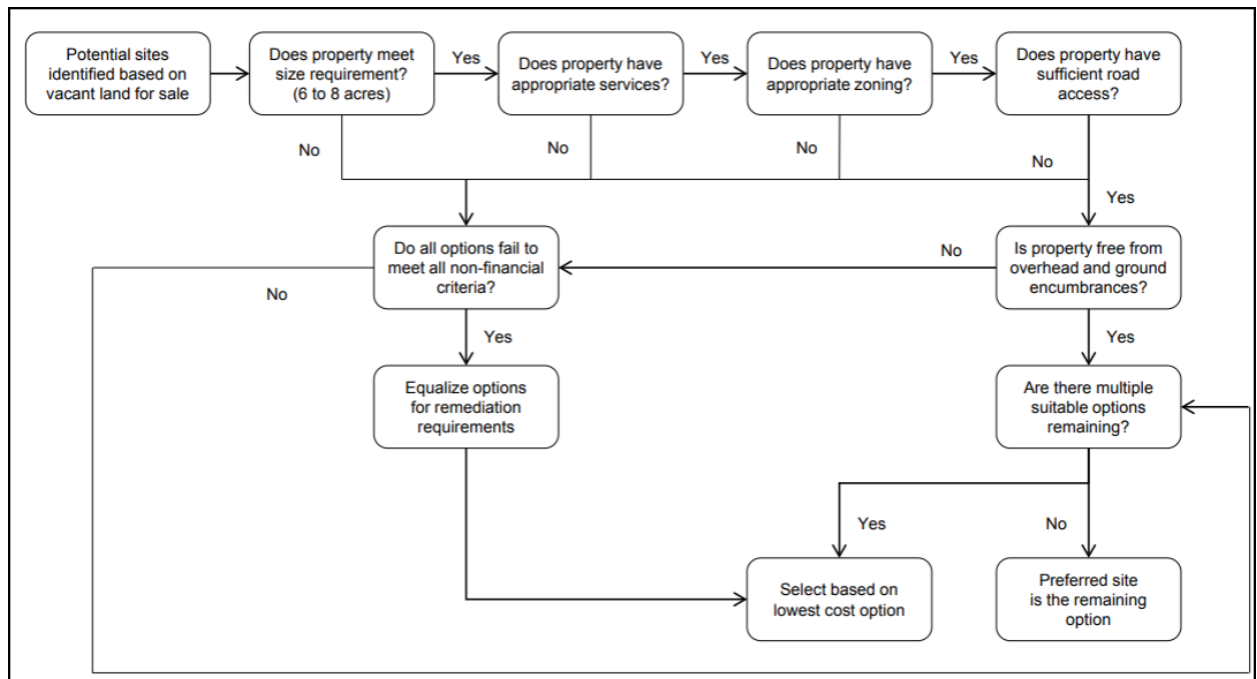 Potential sites
identified based on
vacant land for sale
Does property meet
size requirement?
(6 to 8 acres)
Yes
Does property have
appropriate services?
Yes
Does property have
appropriate zoning?
Yes
Does property have
sufficient road
access?
No
No
No
No
Yes
Do all options fail to
meet all non-financial
criteria?
No
Is property free from
overhead and ground
encumbrances?
No
Yes
Yes
Equalize options
for remediation
requirements
Are there multiple
suitable options
remaining?
Yes
No
Select based on
lowest cost option
Preferred site
is the remaining
option